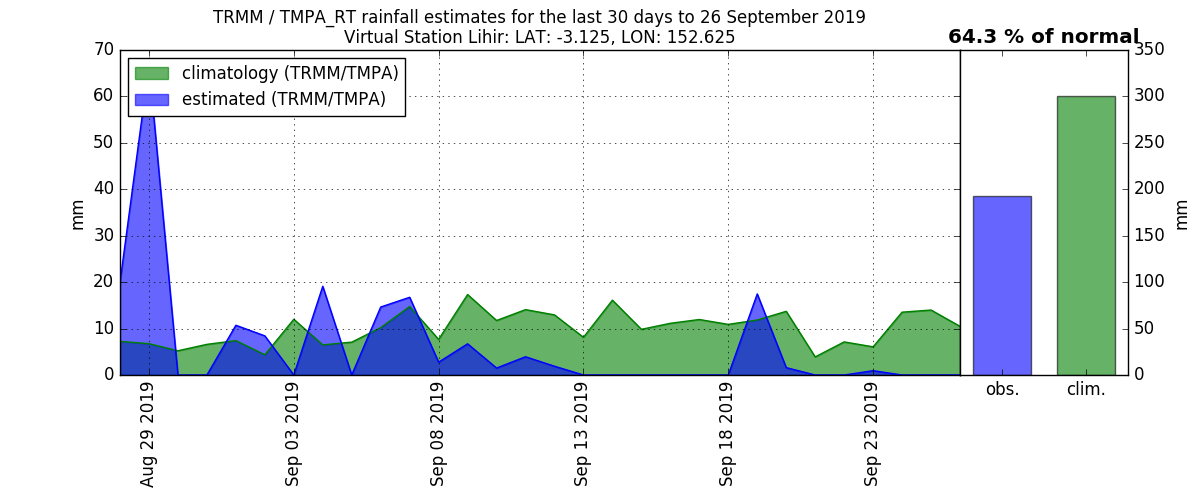 TRMM / TMPA_RT rainfall estimates for the last 30 days to 26 September 2019
Virtual Station Lihir: LAT: -3.125, LON: 152.625
64.3 % of normal
climatology (TRMM/TMPA)
estimated (TRMM/TMPA)
mm
70
60
50
40
30
20
10
0
Aug 29 2019
Sep 03 2019
Sep 08 2019
Sep 13 2019
Sep 18 2019
Sep 23 2019
obs.
clim.
350
300
250
200
150
100
50
0
mm